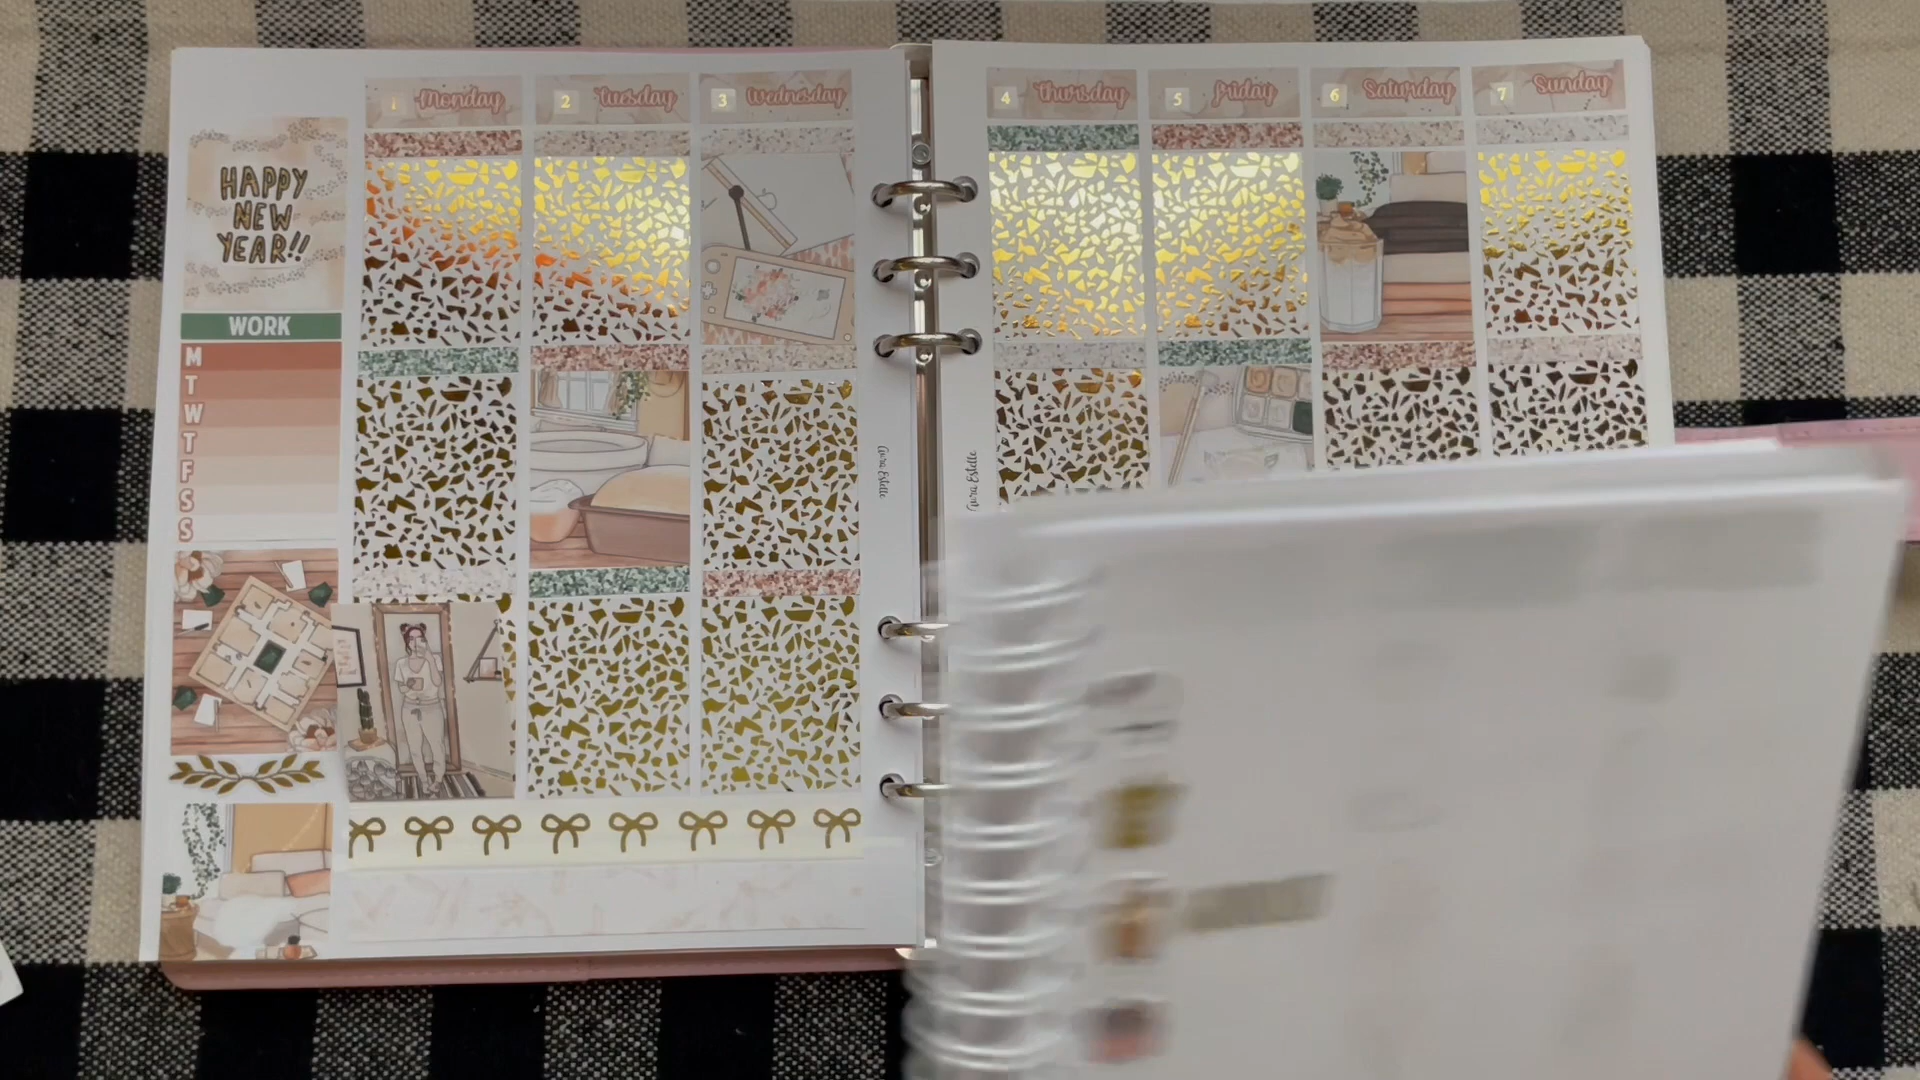 1 Monday
2 Tuesday
3 Wednesday
4 Thursday
5 Friday
6 Saturday
7 Sunday
HAPPY
NEW
YEAR!!
WORK
M
T
W
T
F
S
S